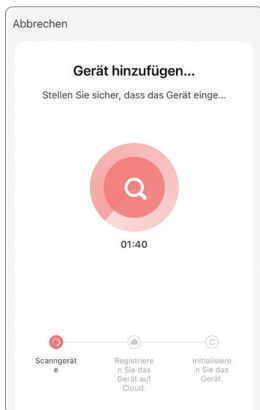 Abbrechen
Gerät hinzufügen...
Stellen Sie sicher, dass das Gerät einge...
01:40
Scanngerät
e
Registriere
n Sie das
Gerät auf
Cloud.
Initialisiere
n Sie das
Gerät.